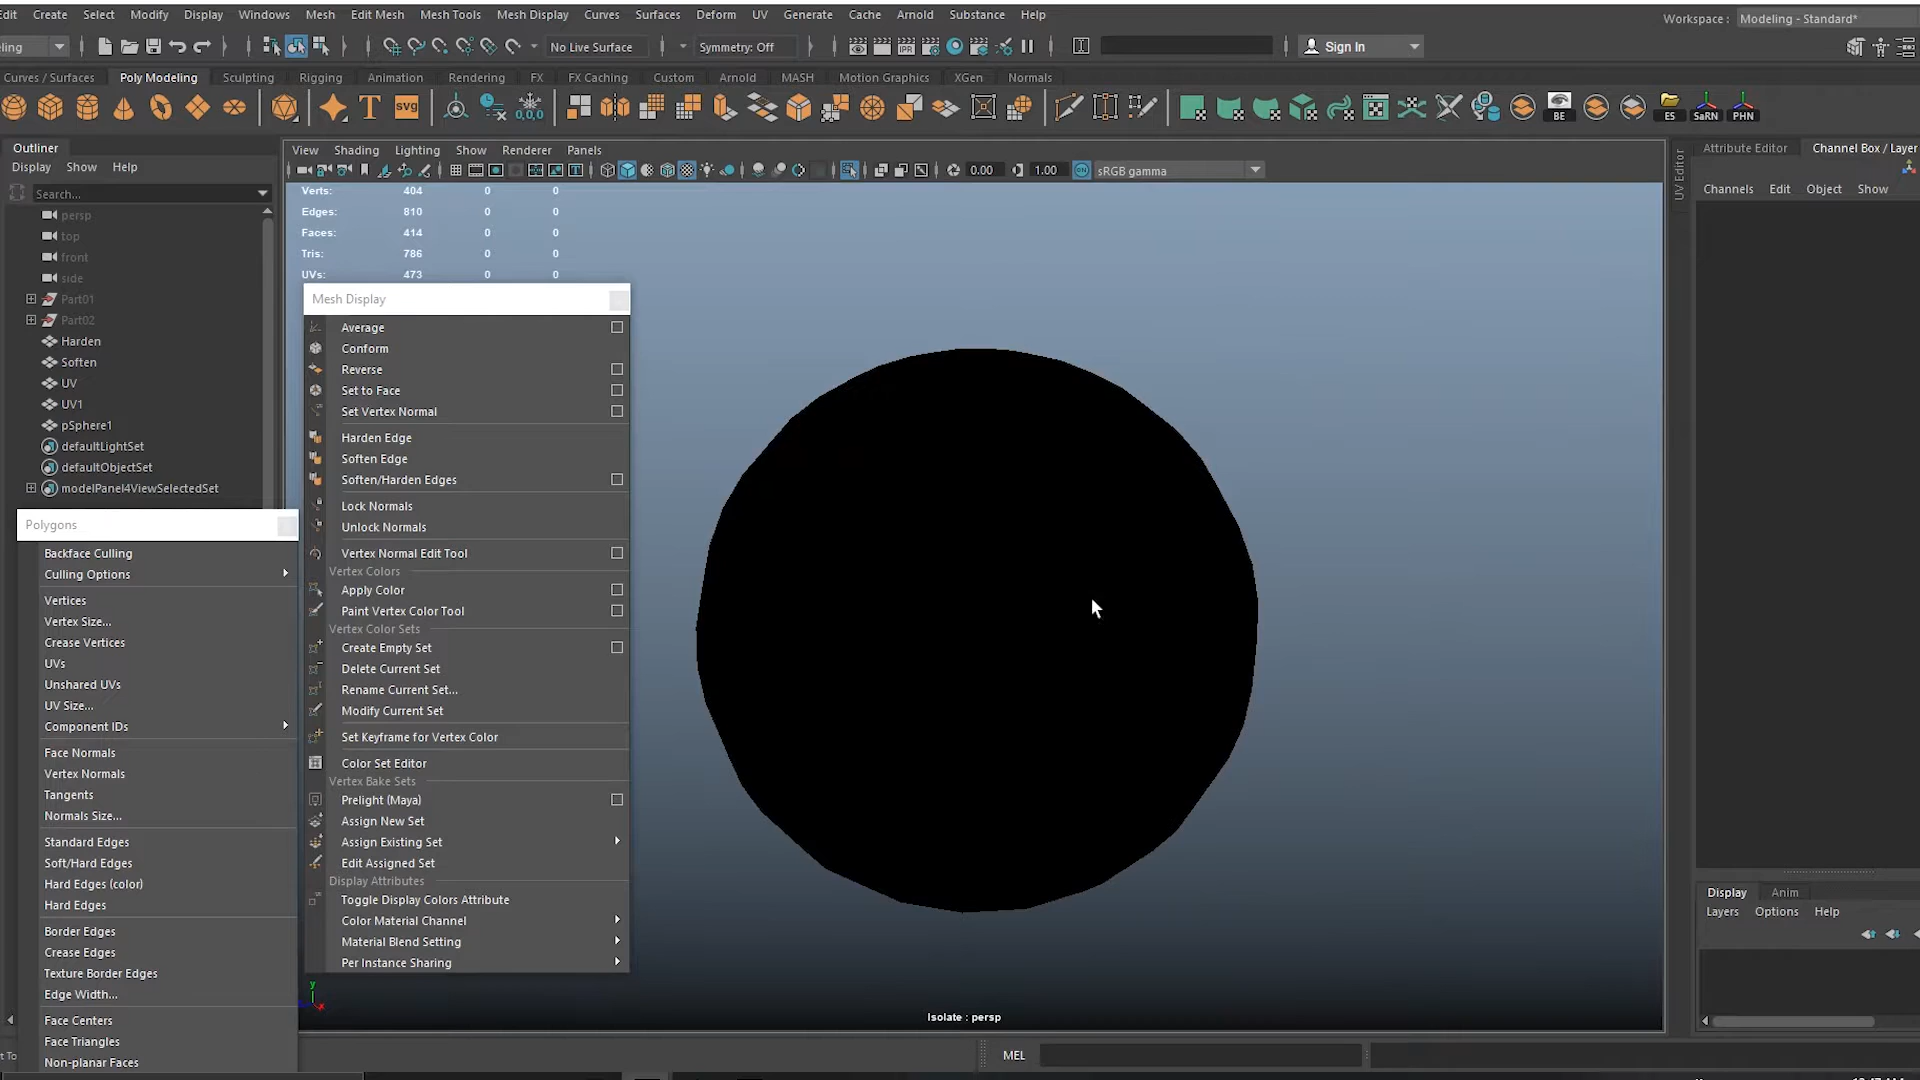 Edit Create Select Modify Display Windows Mesh Edit Mesh Mesh Tools Mesh Display Curves Surfaces Deform UV Generate Cache Arnold Substance Help
Workspace : Modeling - Standard*
No Live Surface Symmetry: Off Sign In
Curves / Surfaces Poly Modeling Sculpting Rigging Animation Rendering FX FX Caching Custom Arnold MASH Motion Graphics XGen Normals
T SVG 0,0,0 BE ES SaRN PHN
Outliner
Display Show Help
Search...
persp
top
front
side
Part01
Part02
Harden
Soften
UV
UV1
pSphere1
defaultLightSet
defaultObjectSet
modelPanel4ViewSelectedSet
Polygons
Backface Culling
Culling Options
Vertices
Vertex Size...
Crease Vertices
UVs
Unshared UVs
UV Size...
Component IDs
Face Normals
Vertex Normals
Tangents
Normals Size...
Standard Edges
Soft/Hard Edges
Hard Edges (color)
Hard Edges
Border Edges
Crease Edges
Texture Border Edges
Edge Width...
Face Centers
Face Triangles
Non-planar Faces
View Shading Lighting Show Renderer Panels
0.00 1.00 ON sRGB gamma
Verts: 404 0 0
Edges: 810 0 0
Faces: 414 0 0
Tris: 786 0 0
UVs: 473 0 0
Mesh Display
Average
Conform
Reverse
Set to Face
Set Vertex Normal
Harden Edge
Soften Edge
Soften/Harden Edges
Lock Normals
Unlock Normals
Vertex Normal Edit Tool
Vertex Colors
Apply Color
Paint Vertex Color Tool
Vertex Color Sets
Create Empty Set
Delete Current Set
Rename Current Set...
Modify Current Set
Set Keyframe for Vertex Color
Color Set Editor
Vertex Bake Sets
Prelight (Maya)
Assign New Set
Assign Existing Set
Edit Assigned Set
Display Attributes
Toggle Display Colors Attribute
Color Material Channel
Material Blend Setting
Per Instance Sharing
y
x
Isolate : persp
MEL
UV Editor
Attribute Editor Channel Box / Layer
Channels Edit Object Show
Display Anim
Layers Options Help